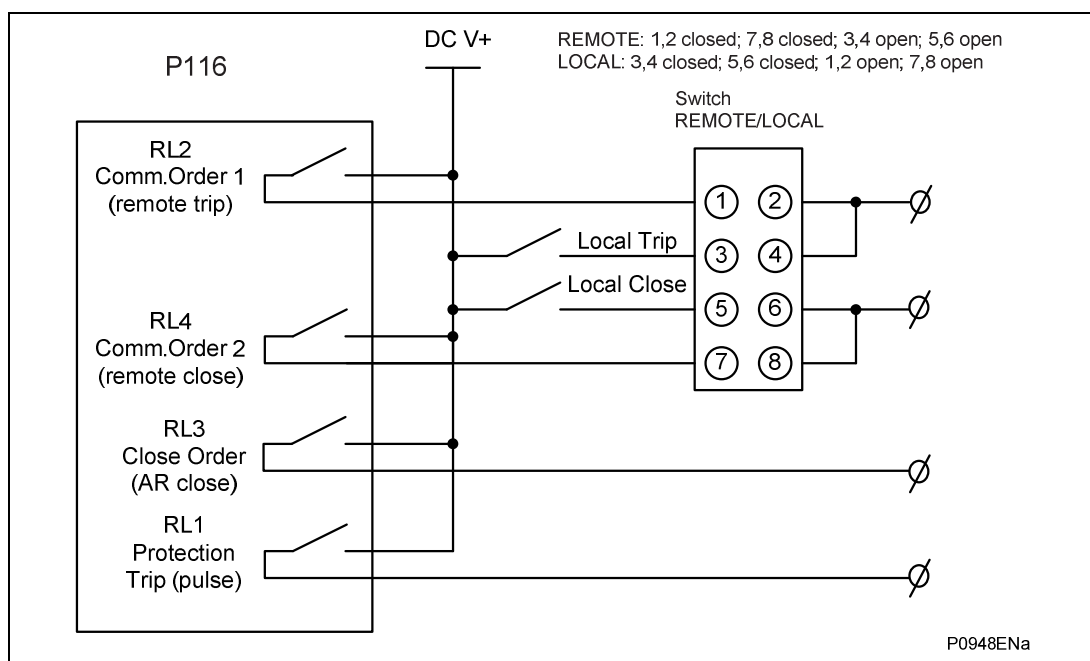 DC V+
REMOTE: 1,2 closed; 7,8 closed; 3,4 open; 5,6 open
LOCAL: 3,4 closed; 5,6 closed; 1,2 open; 7,8 open
P116
Switch
REMOTE/LOCAL
RL2
Comm.Order 1
(remote trip)
1 2
Local Trip
3 4
Local Close
5 6
RL4
Comm.Order 2
(remote close)
7 8
RL3
Close Order
(AR close)
RL1
Protection
Trip (pulse)
P0948ENa